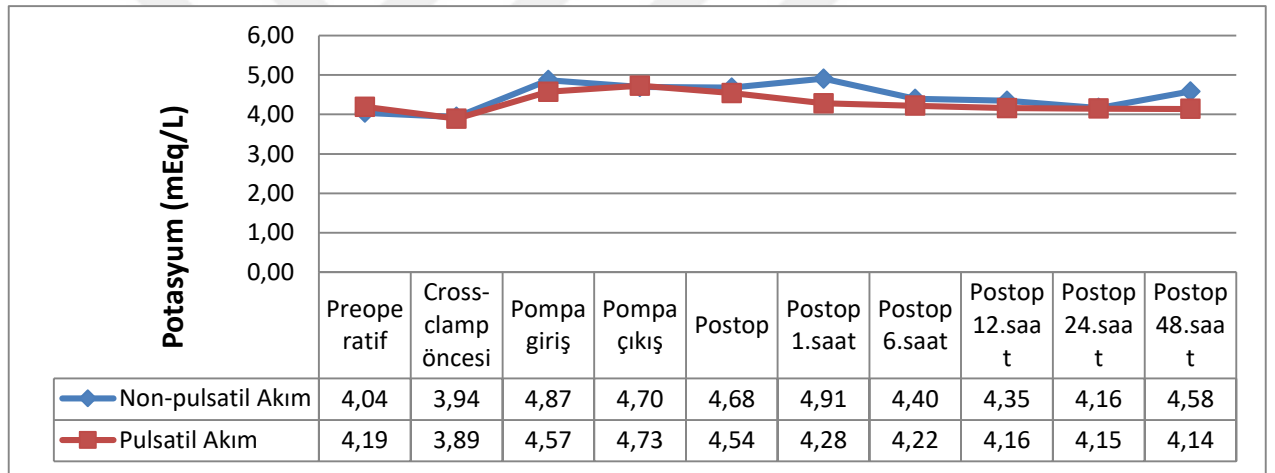 Potasyum (mEq/L)
6,00
5,00
4,00
3,00
2,00
1,00
0,00
Preope
ratif
Cross-
clamp
öncesi
Pompa
giriş
Pompa
çıkış
Postop
Postop
1.saat
Postop
6.saat
Postop
12.saa
t
Postop
24.saa
t
Postop
48.saa
t
Non-pulsatil Akım 4,04 3,94 4,87 4,70 4,68 4,91 4,40 4,35 4,16 4,58
Pulsatil Akım 4,19 3,89 4,57 4,73 4,54 4,28 4,22 4,16 4,15 4,14